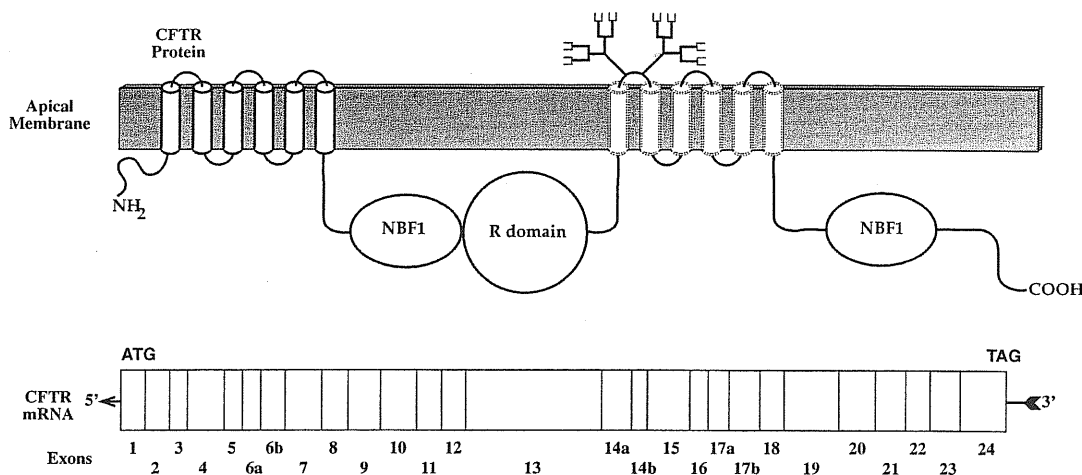 CFTR
Protein
Apical
Membrane
NH2
NBF1
R domain
NBF1
COOH
ATG
TAG
CFTR
mRNA
5'
3'
Exons
1 3 5 6b 8 10 12 14a 15 17a 18 20 22 24
2 4 6a 7 9 11 13 14b 16 17b 19 21 23